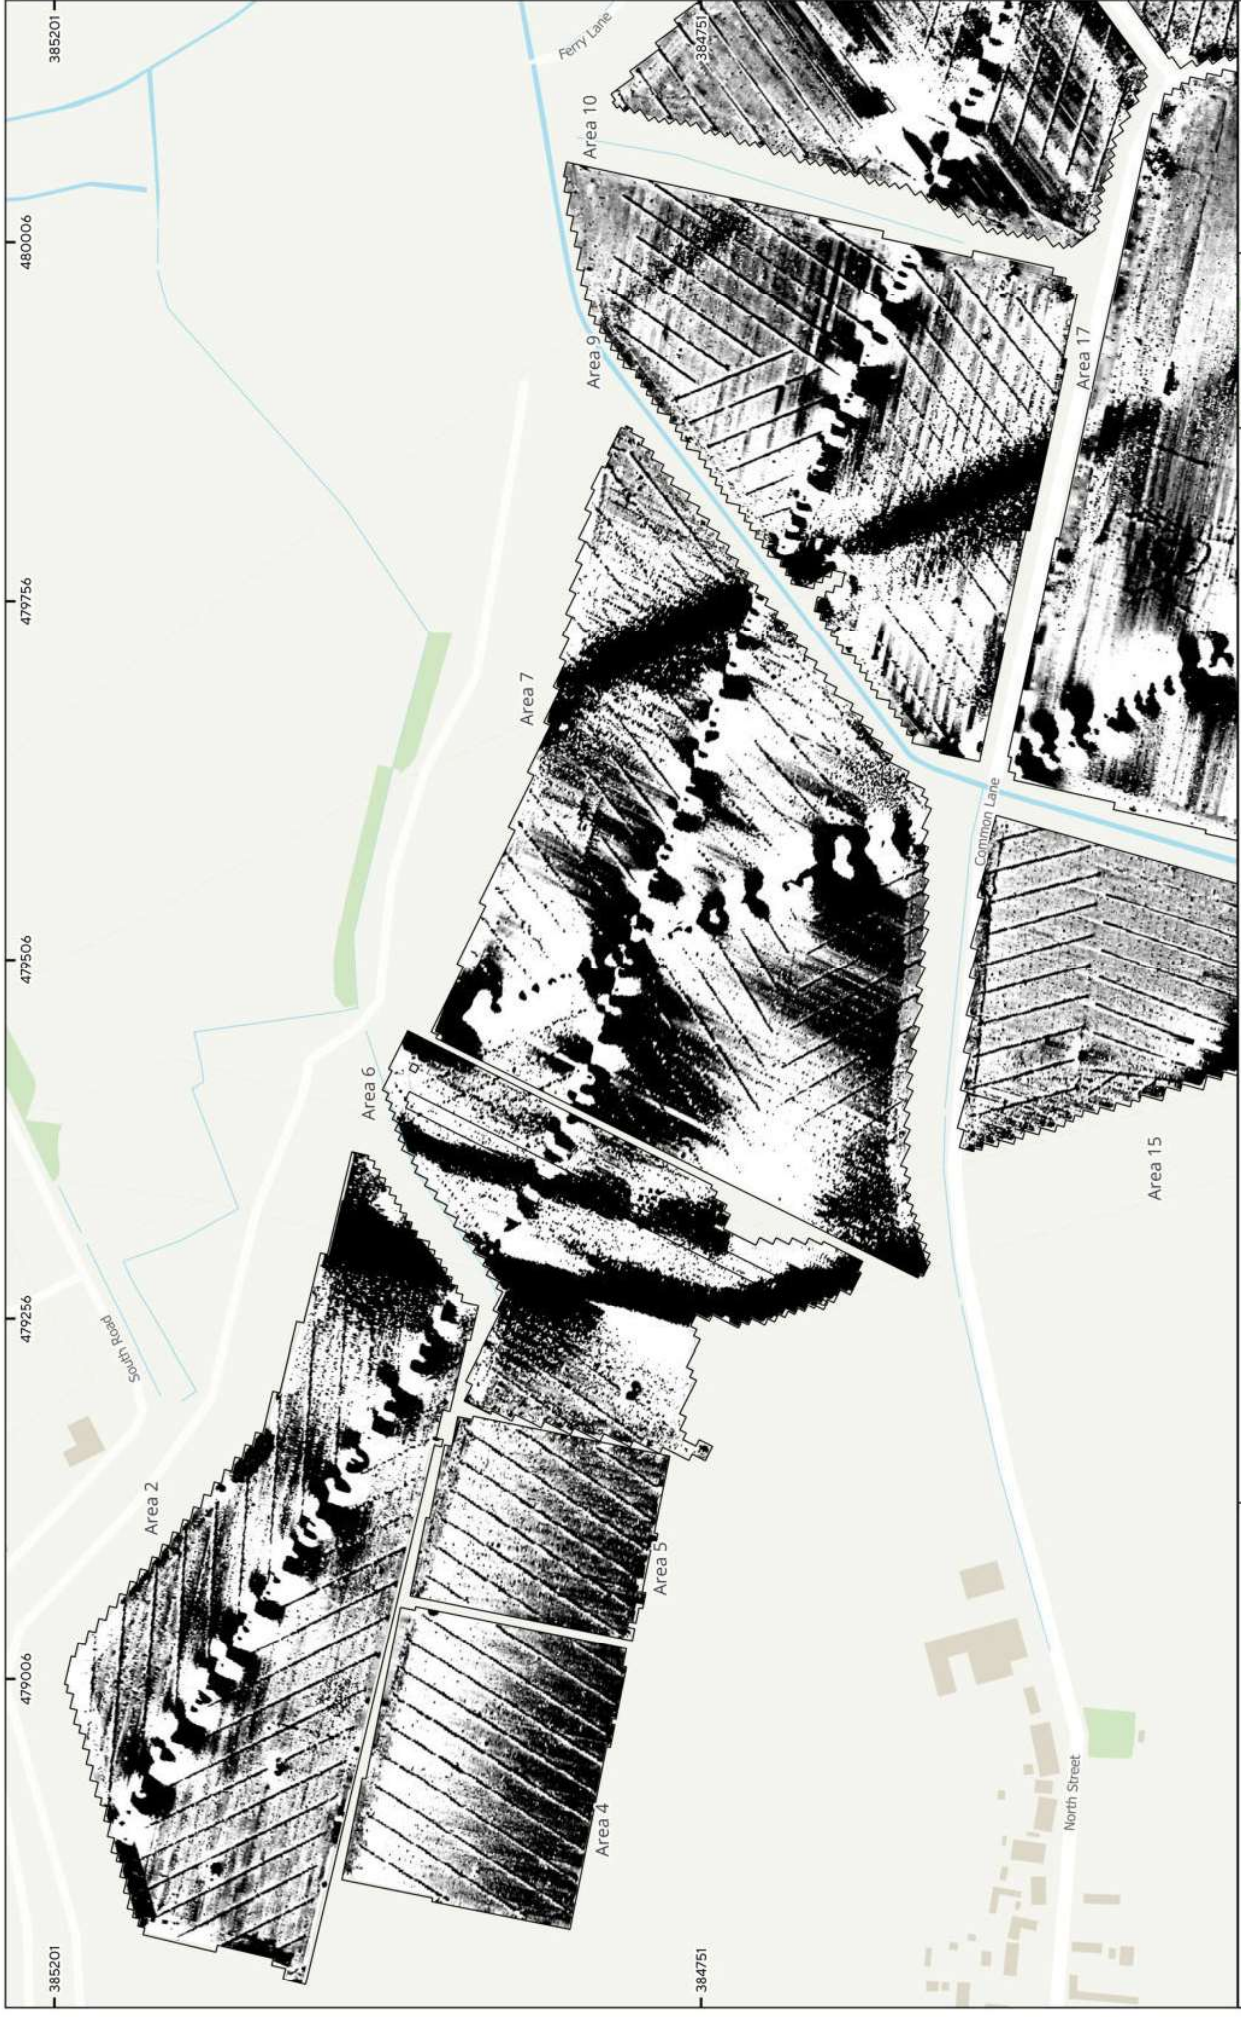 385201
384751
Ferry Lane
Area 10
480006
Area 9
Area 17
479756
Area 7
Common Lane
479506
Area 6
Area 15
479256
South Road
Area 2
Area 5
479006
Area 4
North Street
385201
384751